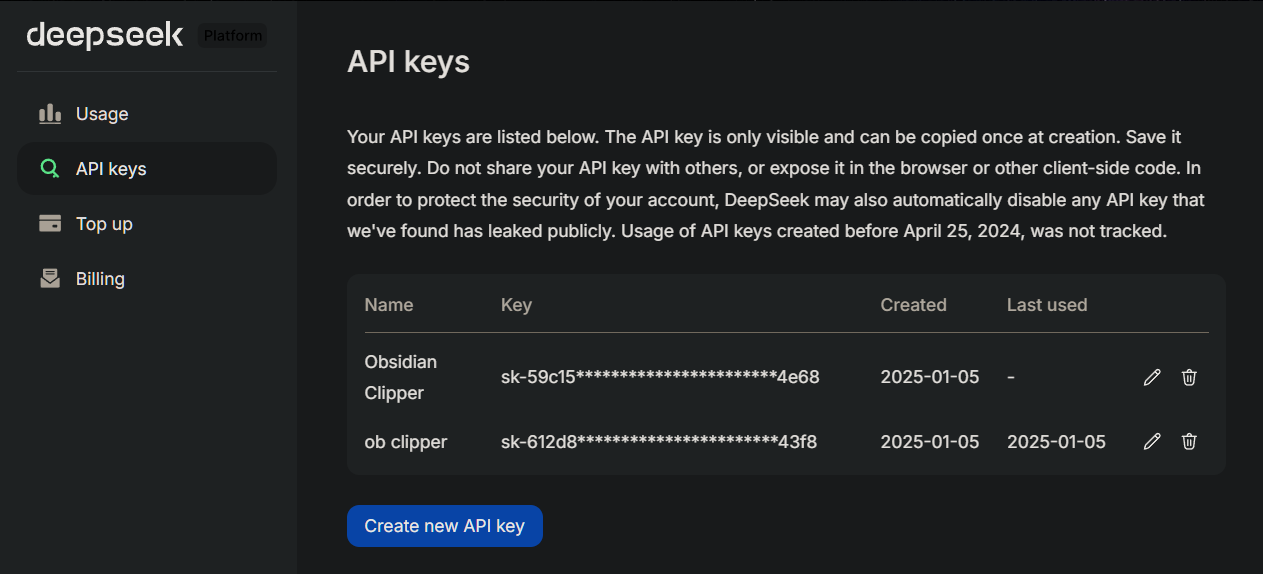 deepseek Platform
Usage
API keys
Top up
Billing
API keys
Your API keys are listed below. The API key is only visible and can be copied once at creation. Save it
securely. Do not share your API key with others, or expose it in the browser or other client-side code. In
order to protect the security of your account, DeepSeek may also automatically disable any API key that
we've found has leaked publicly. Usage of API keys created before April 25, 2024, was not tracked.
Name Key Created Last used
Obsidian
Clipper sk-59c15***********************4e68 2025-01-05 -
ob clipper sk-612d8***********************43f8 2025-01-05 2025-01-05
Create new API key